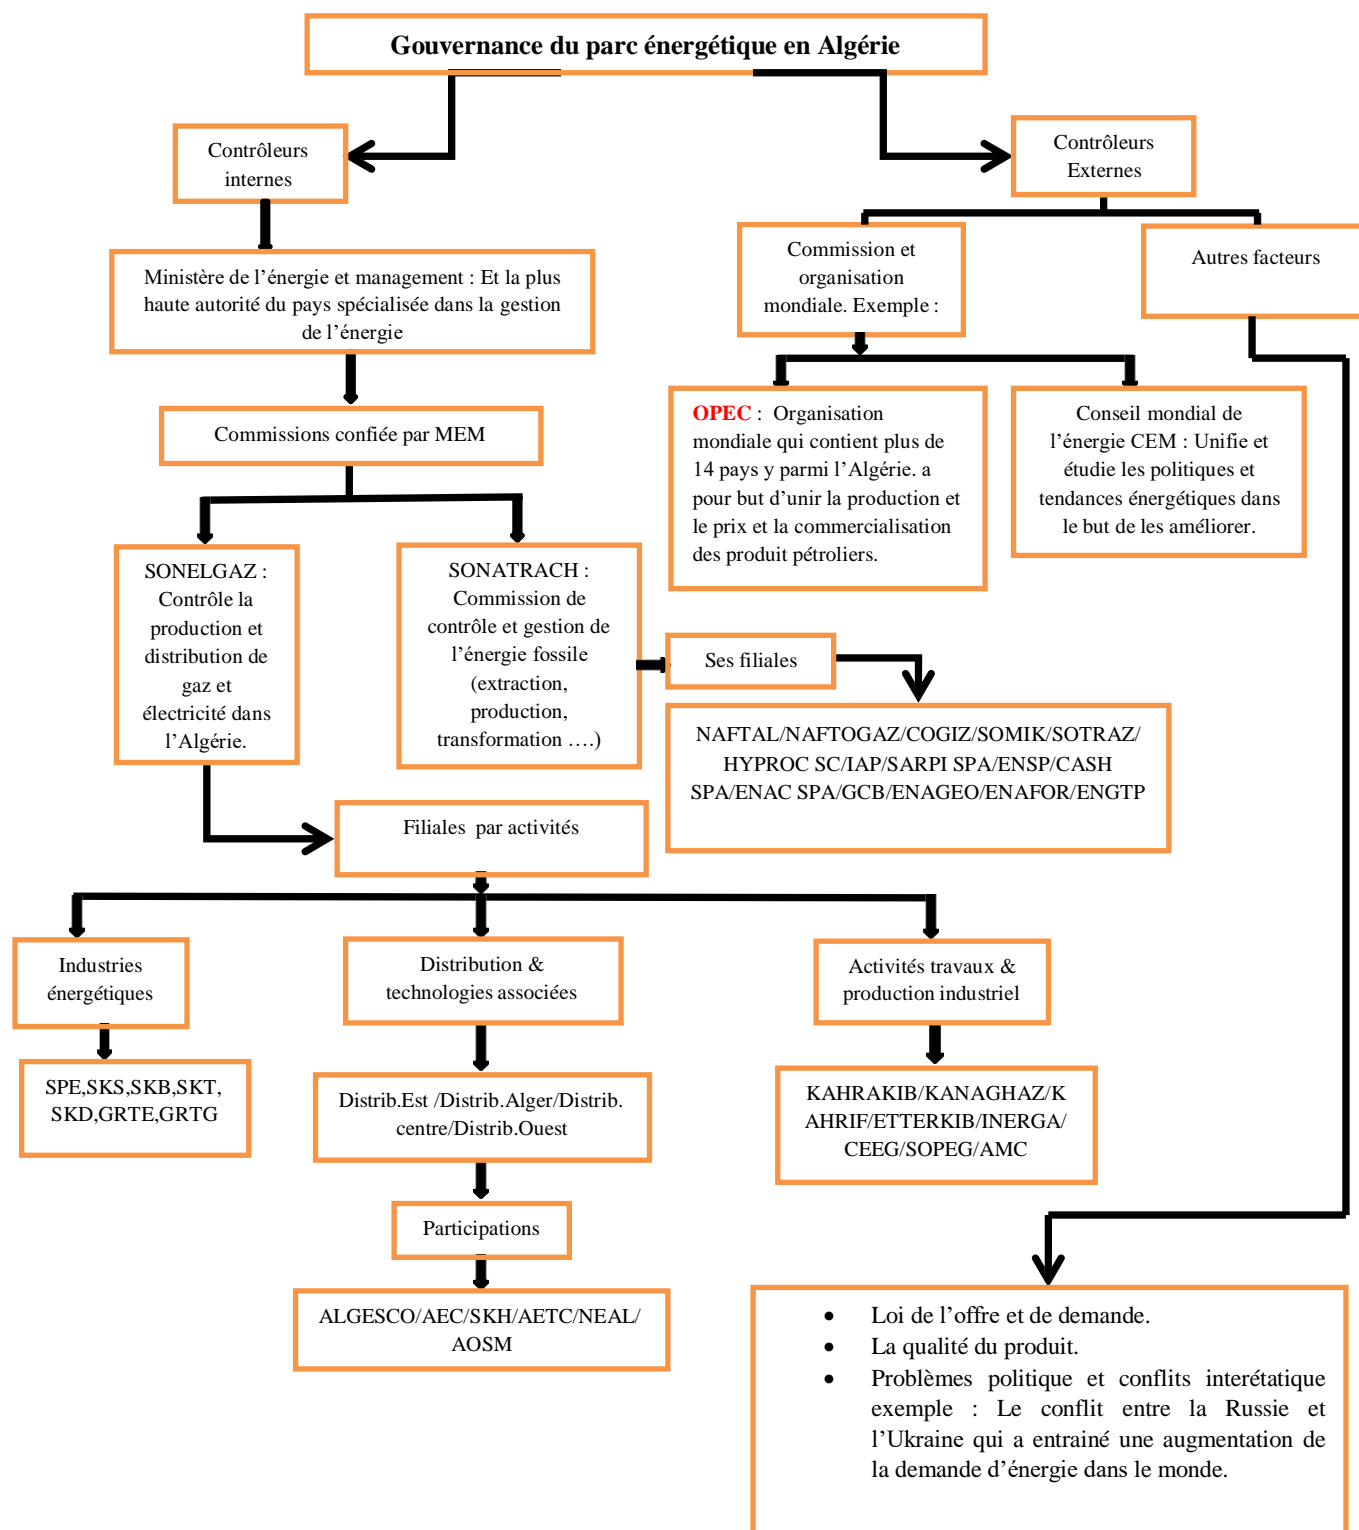 Gouvernance du parc énergétique en Algérie
Contrôleurs
internes
Contrôleurs
Externes
Ministère de l’énergie et management : Et la plus
haute autorité du pays spécialisée dans la gestion
de l’énergie
Commission et
organisation
mondiale. Exemple :
Autres facteurs
Commissions confiée par MEM
OPEC : Organisation
mondiale qui contient plus de
14 pays y parmi l’Algérie. a
pour but d’unir la production et
le prix et la commercialisation
des produit pétroliers.
Conseil mondial de
l’énergie CEM : Unifie et
étudie les politiques et
tendances énergétiques dans
le but de les améliorer.
SONELGAZ :
Contrôle la
production et
distribution de
gaz et
électricité dans
l’Algérie.
SONATRACH :
Commission de
contrôle et gestion de
l’énergie fossile
(extraction,
production,
transformation ….)
Ses filiales
NAFTAL/NAFTOGAZ/COGIZ/SOMIK/SOTRAZ/
HYPROC SC/IAP/SARPI SPA/ENSP/CASH
SPA/ENAC SPA/GCB/ENAGEO/ENAFOR/ENGTP
Filiales par activités
Industries
énergétiques
Distribution &
technologies associées
Activités travaux &
production industriel
SPE,SKS,SKB,SKT,
SKD,GRTE,GRTG
Distrib.Est /Distrib.Alger/Distrib.
centre/Distrib.Ouest
KAHRAKIB/KANAGHAZ/K
AHRIF/ETTERKIB/INERGA/
CEEG/SOPEG/AMC
Participations
ALGESCO/AEC/SKH/AETC/NEAL/
AOSM
• Loi de l’offre et de demande.
• La qualité du produit.
• Problèmes politique et conflits interétatique
exemple : Le conflit entre la Russie et
l’Ukraine qui a entrainé une augmentation de
la demande d’énergie dans le monde.